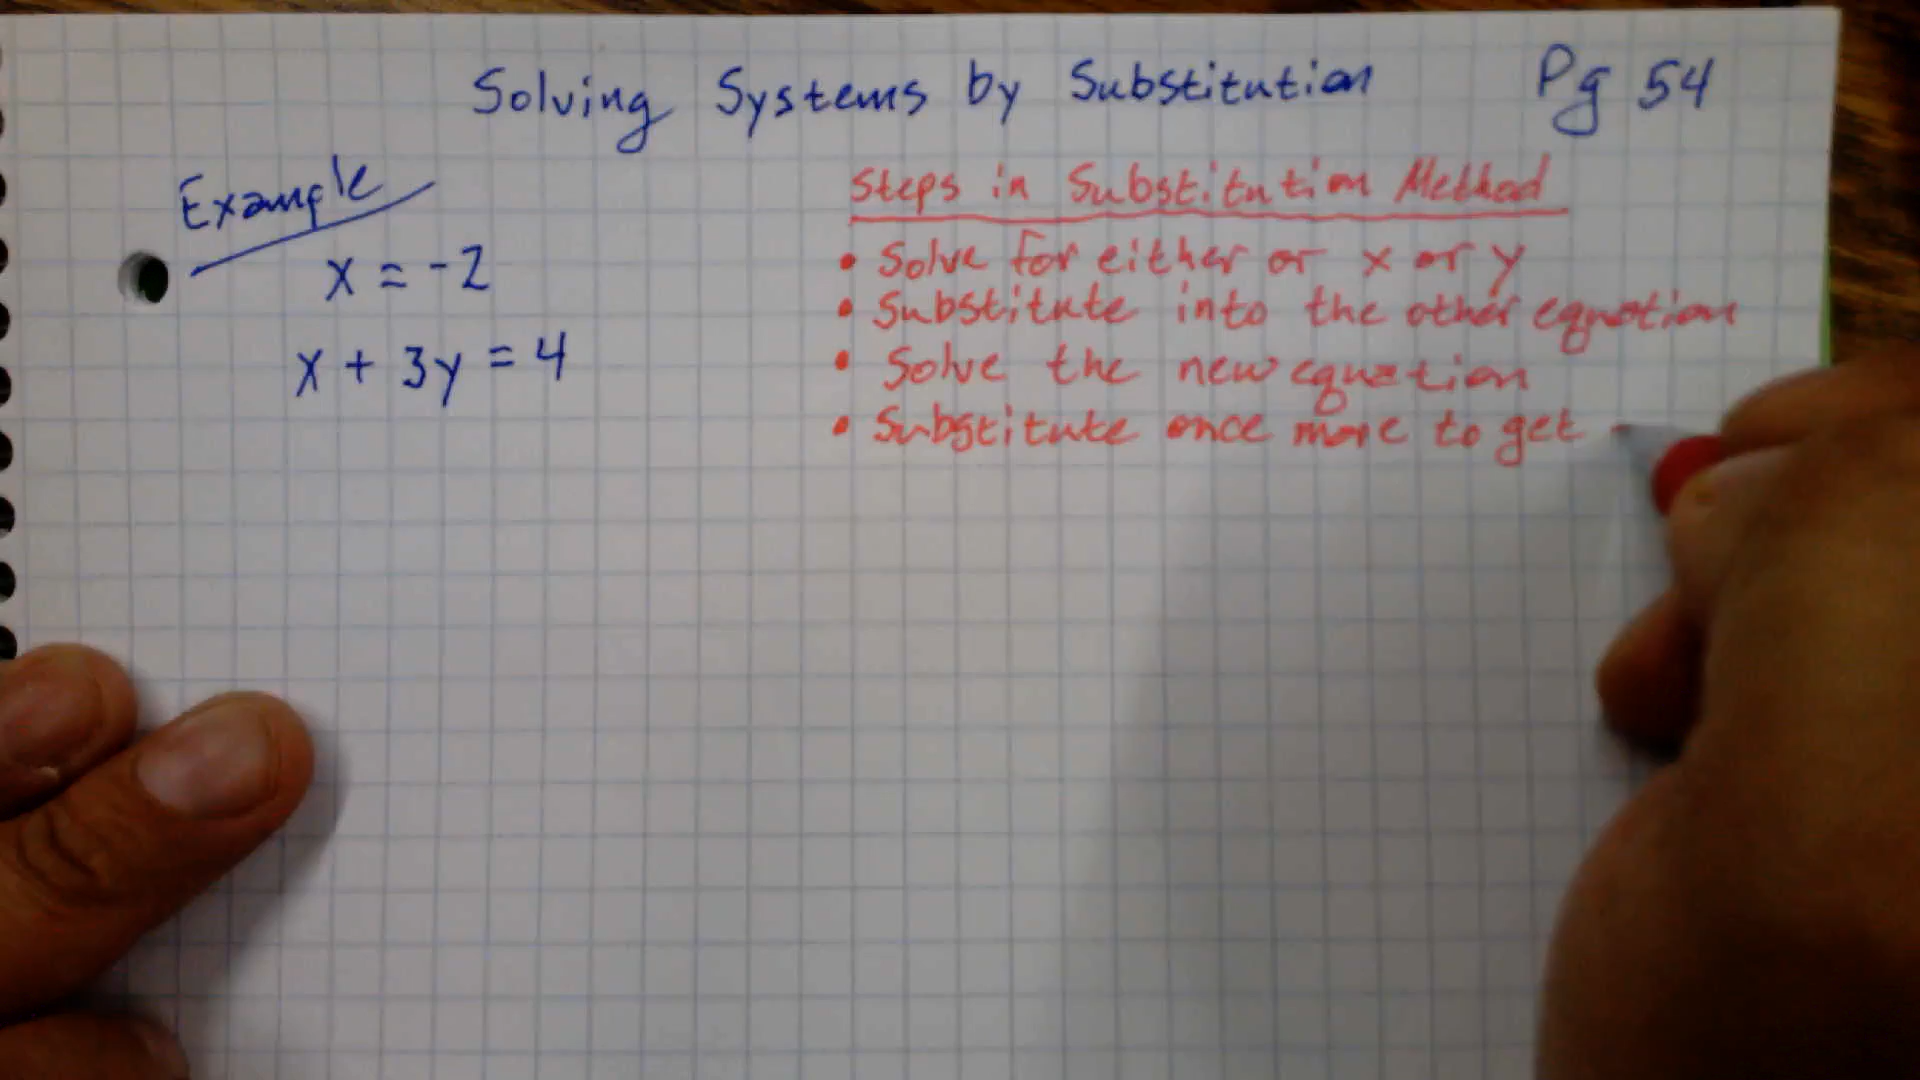 Solving Systems by Substitution Pg 54
Example
x = -2
x + 3y = 4
Steps in Substitution Method
• Solve for either or x or y
• Substitute into the other equation
• Solve the new equation
• Substitute once more to get